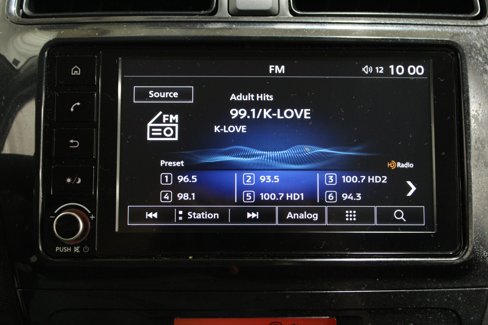 FM
12 10 00
Source
Adult Hits
99.1/K-LOVE
K-LOVE
FM
Preset
HD Radio
1 96.5 2 93.5 3 100.7 HD2
4 98.1 5 100.7 HD1 6 94.3
Station Analog
PUSH